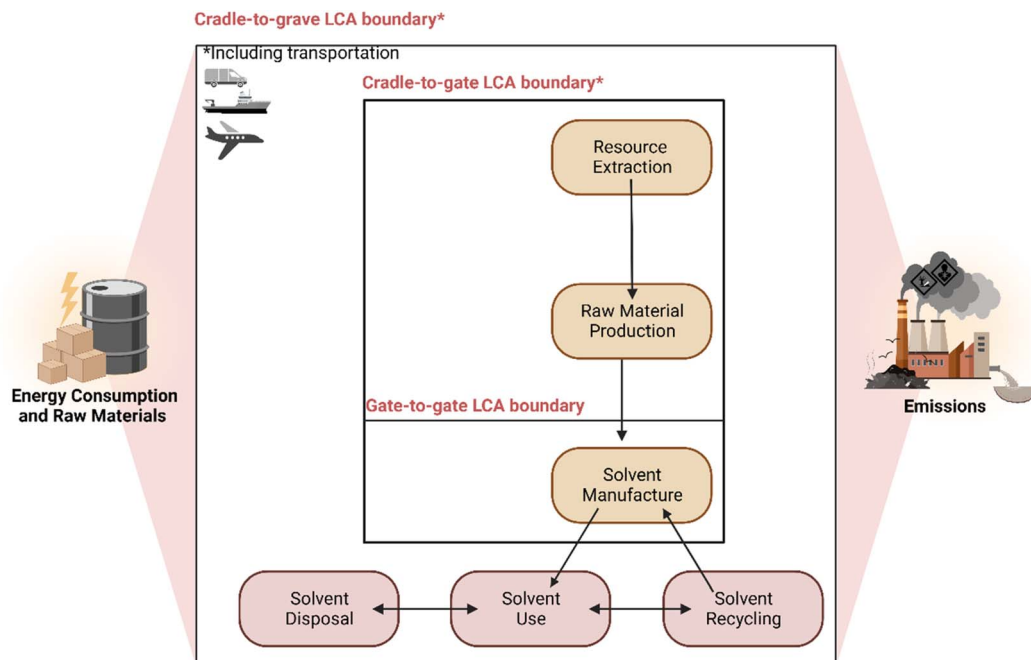 Cradle-to-grave LCA boundary*
*Including transportation
Cradle-to-gate LCA boundary*
Resource
Extraction
Raw Material
Production
Energy Consumption
and Raw Materials
Emissions
Gate-to-gate LCA boundary
Solvent
Manufacture
Solvent
Disposal
Solvent
Use
Solvent
Recycling